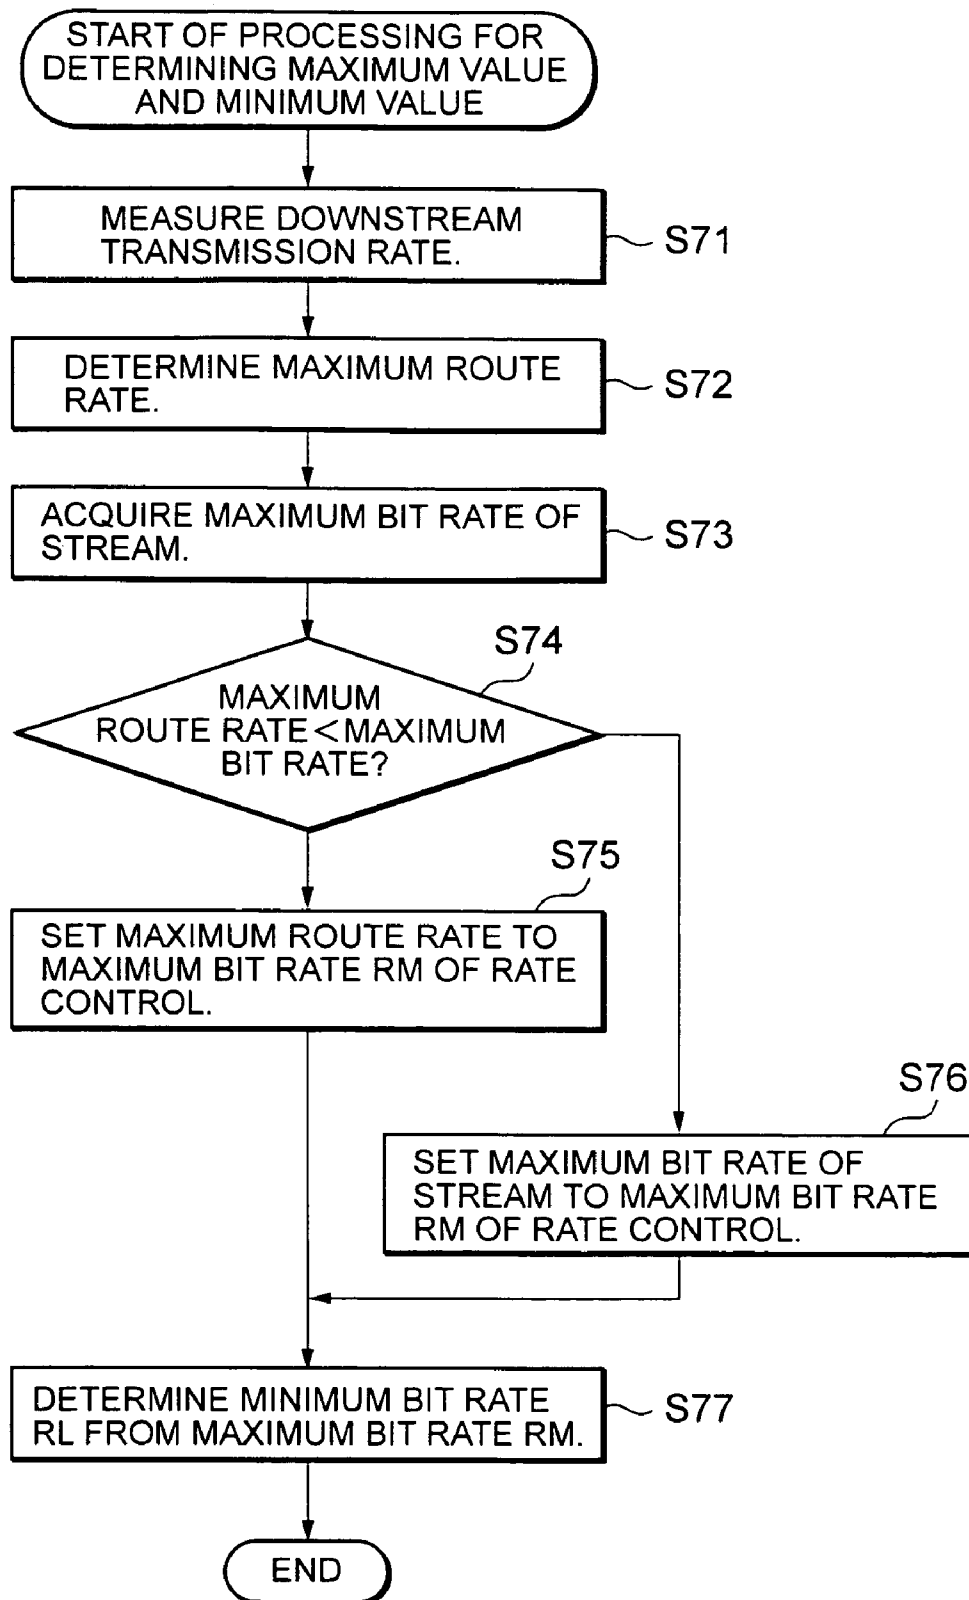 START OF PROCESSING FOR
DETERMINING MAXIMUM VALUE
AND MINIMUM VALUE
MEASURE DOWNSTREAM
TRANSMISSION RATE.
S71
DETERMINE MAXIMUM ROUTE
RATE.
S72
ACQUIRE MAXIMUM BIT RATE OF
STREAM.
S73
S74
MAXIMUM
ROUTE RATE<MAXIMUM
BIT RATE?
S75
SET MAXIMUM ROUTE RATE TO
MAXIMUM BIT RATE RM OF RATE
CONTROL.
S76
SET MAXIMUM BIT RATE OF
STREAM TO MAXIMUM BIT RATE
RM OF RATE CONTROL.
DETERMINE MINIMUM BIT RATE
RL FROM MAXIMUM BIT RATE RM.
S77
END